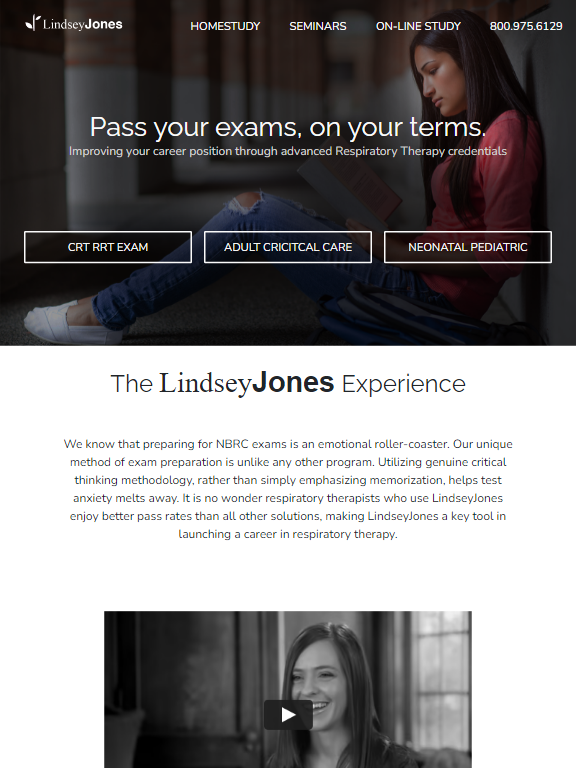 LindseyJones
HOMESTUDY
SEMINARS
ON-LINE STUDY
800.975.6129
Pass your exams, on your terms.
Improving your career position through advanced Respiratory Therapy credentials
CRT RRT EXAM
ADULT CRICITCAL CARE
NEONATAL PEDIATRIC
The LindseyJones Experience
We know that preparing for NBRC exams is an emotional roller-coaster. Our unique
method of exam preparation is unlike any other program. Utilizing genuine critical
thinking methodology, rather than simply emphasizing memorization, helps test
anxiety melts away. It is no wonder respiratory therapists who use LindseyJones
enjoy better pass rates than all other solutions, making LindseyJones a key tool in
launching a career in respiratory therapy.